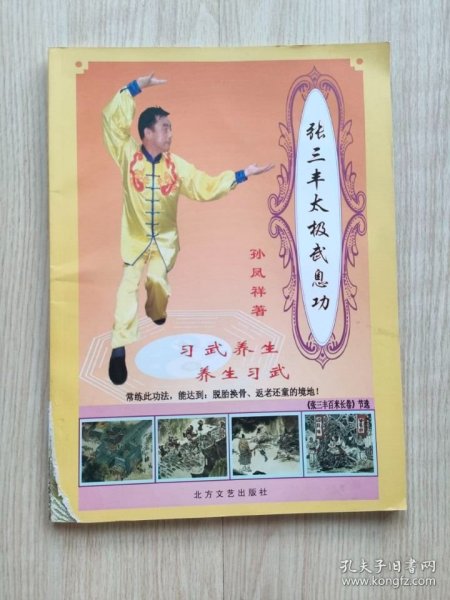 张三丰太极武息功
孙凤祥著
习武养生
养生习武
常练此功法，能达到：脱胎换骨、返老还童的境地！
《张三丰百米长卷》节选
北方文艺出版社
孔夫子旧书网
www.kongfz.com